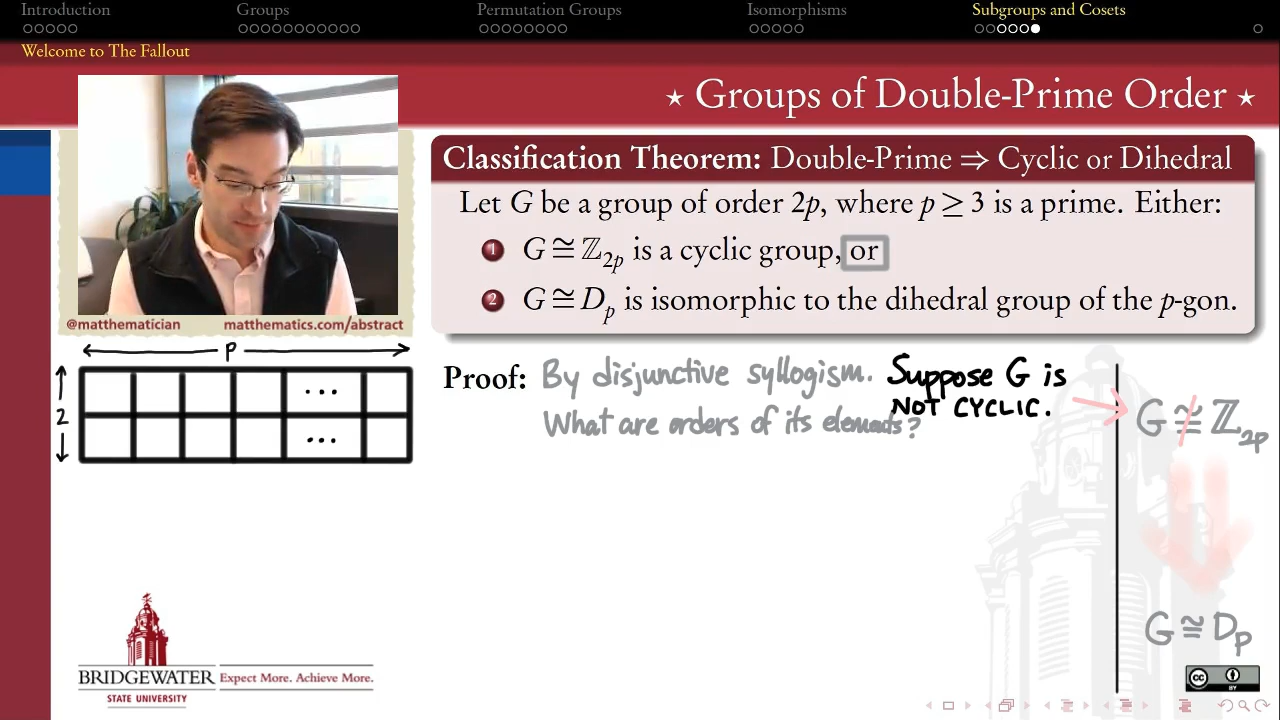 Introduction
Groups
Permutation Groups
Isomorphisms
Subgroups and Cosets
Welcome to The Fallout
⋆ Groups of Double-Prime Order ⋆
Classification Theorem: Double-Prime ⇒ Cyclic or Dihedral
Let G be a group of order 2p, where p ≥ 3 is a prime. Either:
1 G ≅ ℤ₂ₚ is a cyclic group, or
2 G ≅ Dₚ is isomorphic to the dihedral group of the p-gon.
@matthematician matthematics.com/abstract
p
2
...
...
Proof: By disjunctive syllogism. Suppose G is
NOT CYCLIC.
What are orders of its elements?
G ≇ ℤ₂ₚ
G ≅ Dₚ
BRIDGEWATER
STATE UNIVERSITY
Expect More. Achieve More.
CC
BY